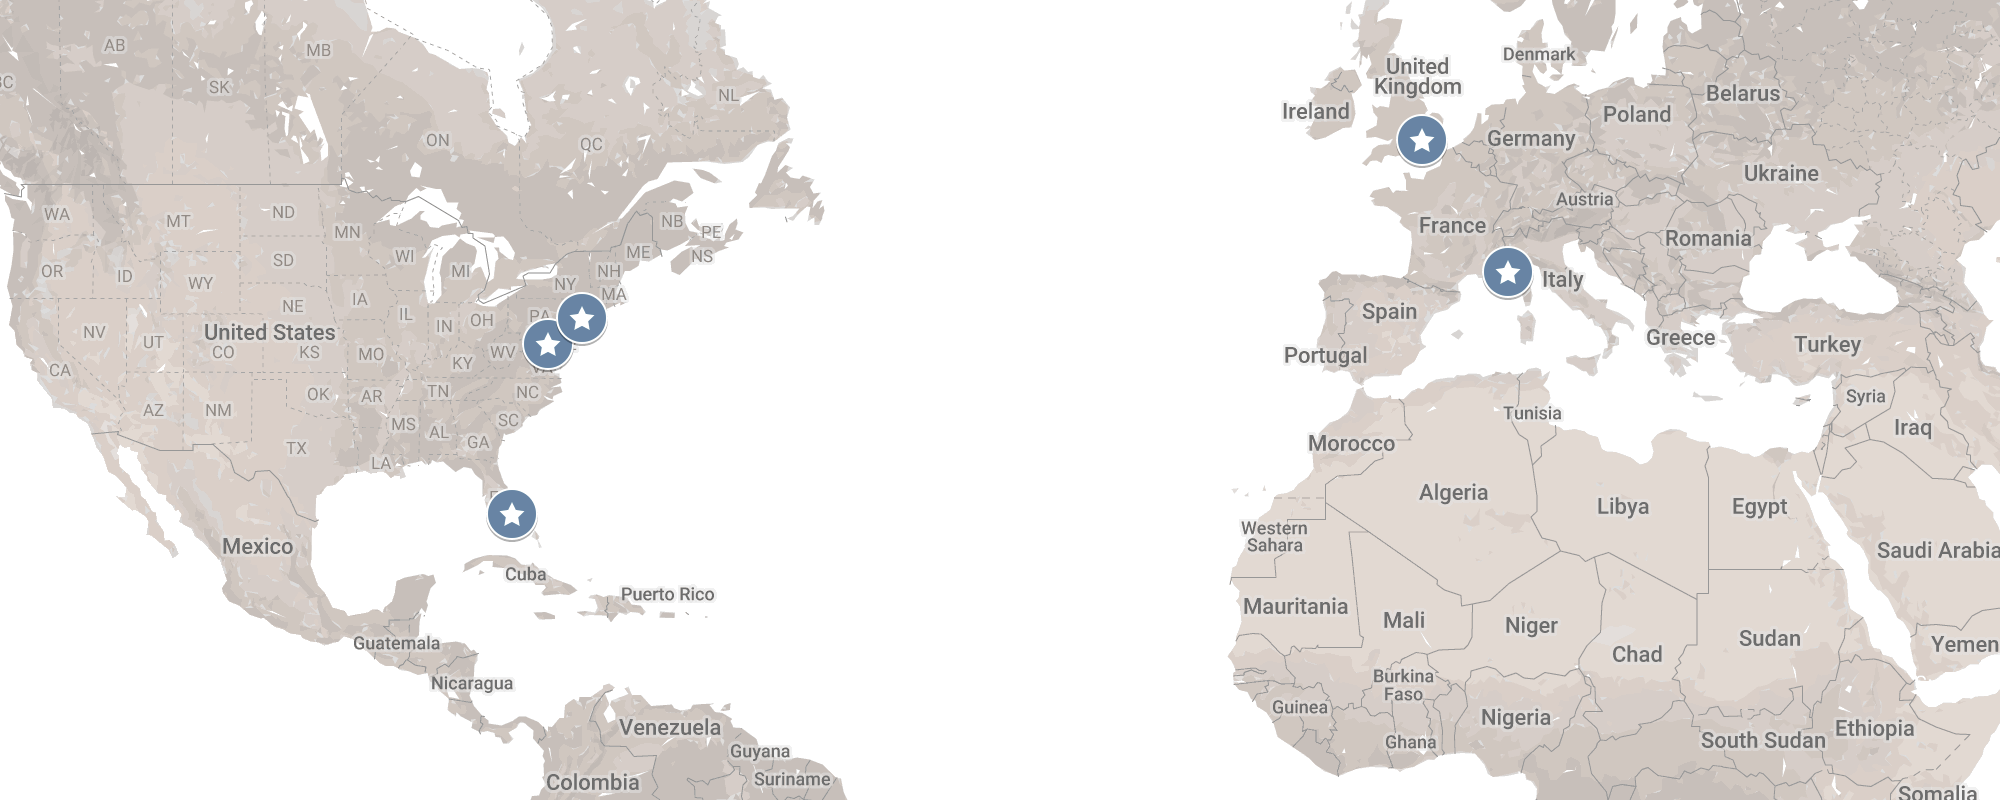 AB
SK
MB
ON
QC
NL
NB
PE
NS
ME
NH
MA
NY
PA
WA
MT
ND
MN
WI
MI
OR
ID
WY
SD
NE
IA
IL
IN
OH
WV
VA
NV
UT
CO
KS
MO
KY
United States
CA
AZ
NM
OK
AR
TN
NC
SC
MS
AL
GA
TX
LA
Mexico
Cuba
Puerto Rico
Guatemala
Nicaragua
Venezuela
Guyana
Suriname
Colombia
Denmark
United
Kingdom
Ireland
Belarus
Poland
Germany
Ukraine
Austria
France
Romania
Italy
Spain
Greece
Portugal
Turkey
Syria
Tunisia
Iraq
Morocco
Algeria
Libya
Egypt
Western
Sahara
Saudi Arabia
Mauritania
Mali
Niger
Sudan
Chad
Yemen
Burkina
Faso
Guinea
Nigeria
Ghana
South Sudan
Ethiopia
Somalia